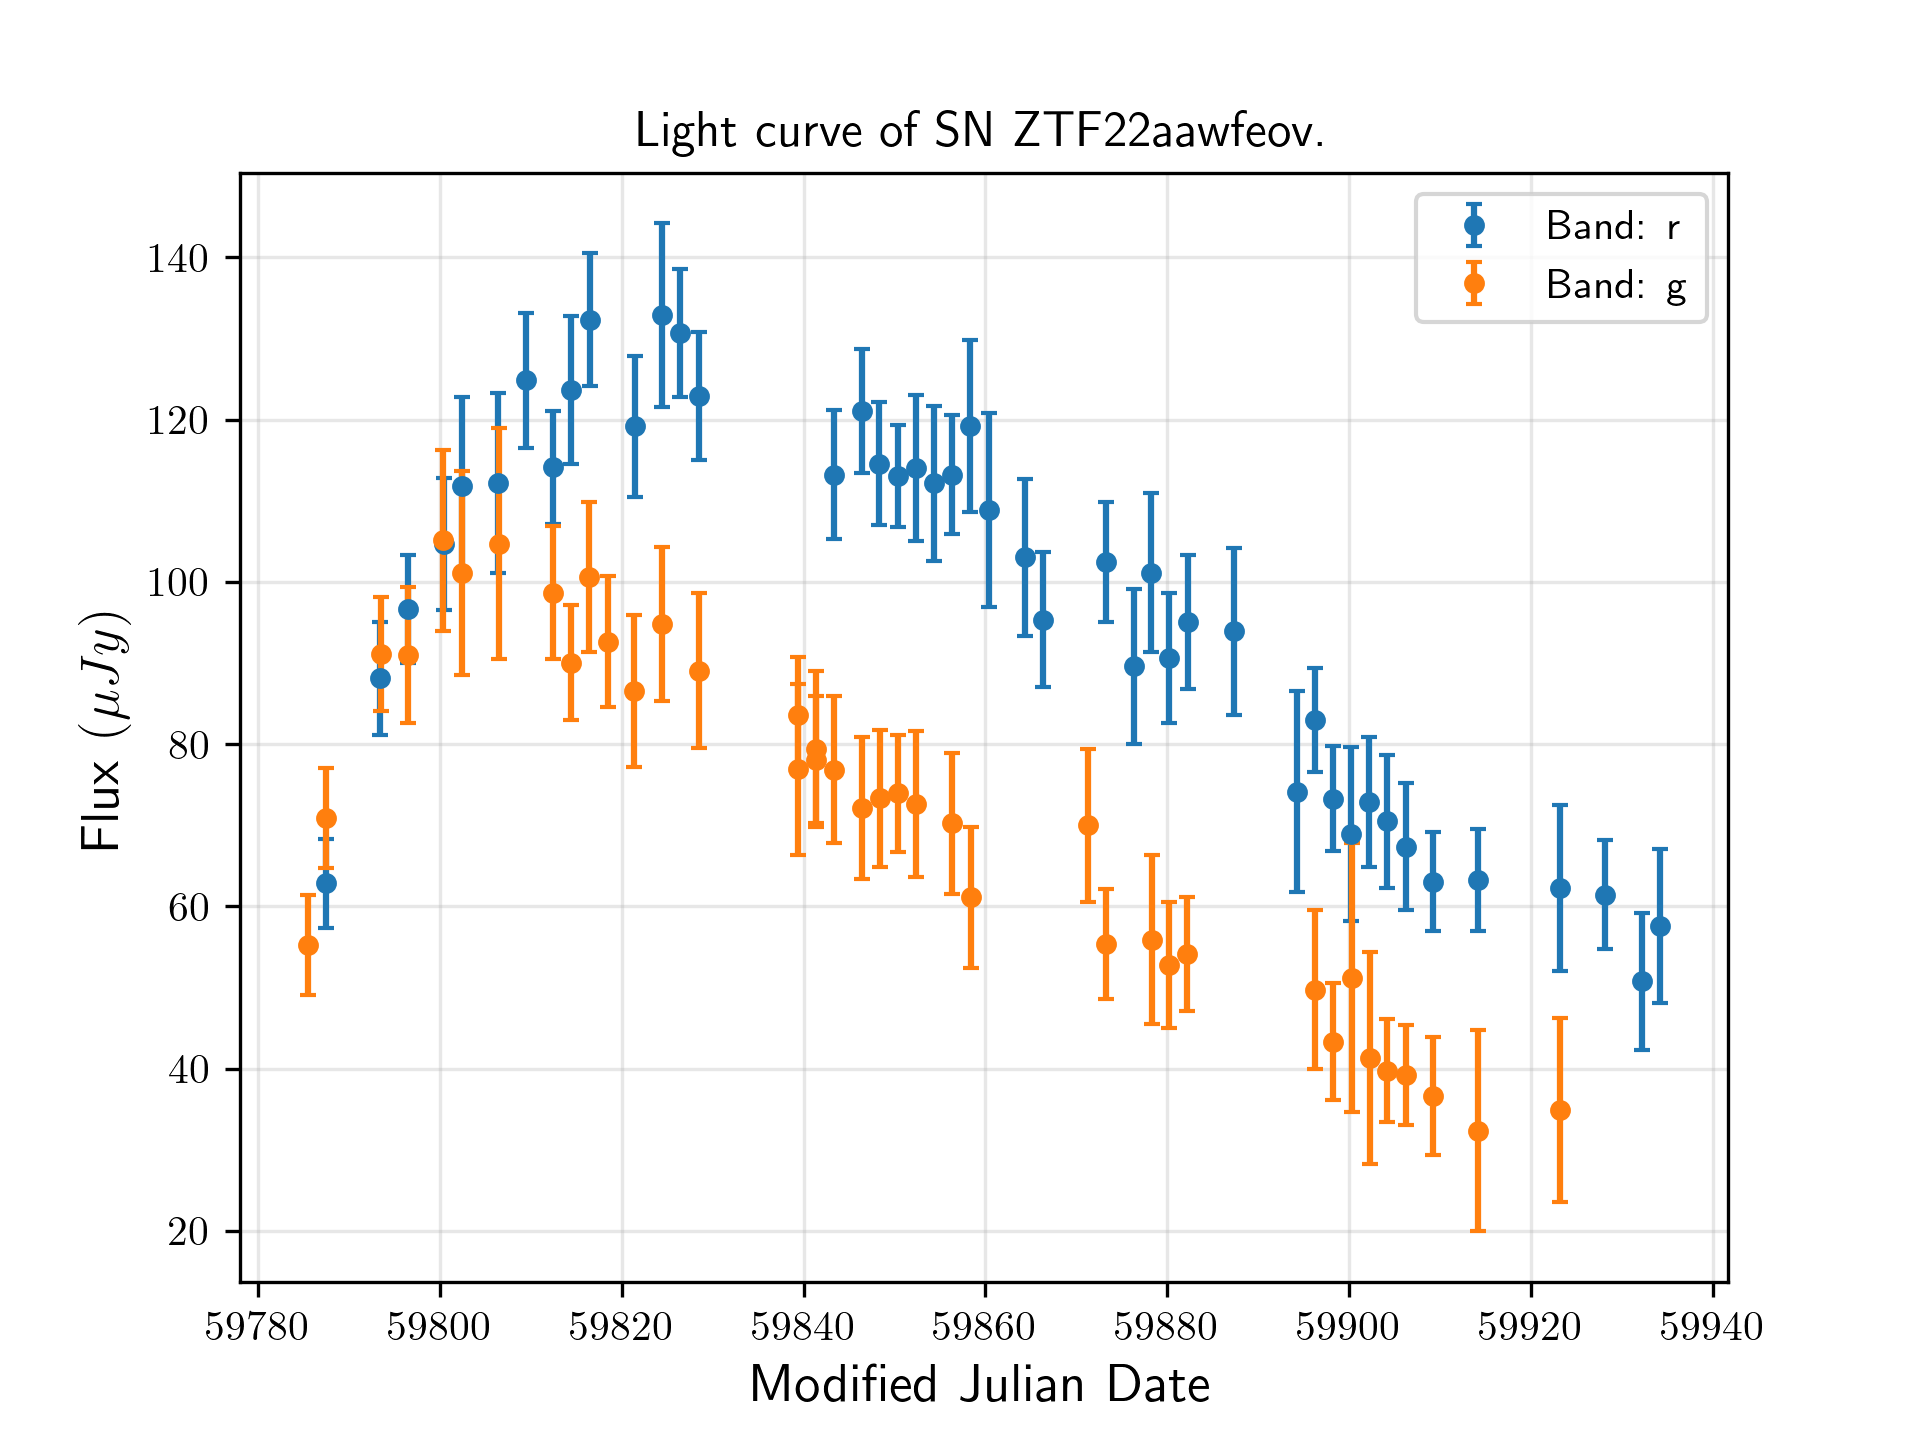 Light curve of SN ZTF22aawfeov.
Band: r
Band: g
140
120
100
80
60
40
20
Flux (μJy)
59780 59800 59820 59840 59860 59880 59900 59920 59940
Modified Julian Date